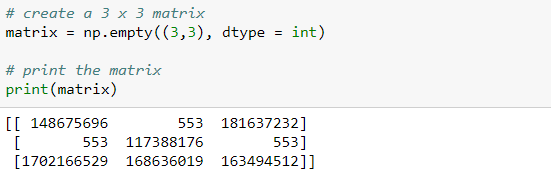 # create a 3 x 3 matrix
matrix = np.empty((3,3), dtype = int)
# print the matrix
print(matrix)
[[ 148675696       553 181637232]
 [       553 117388176       553]
 [1702166529 168636019 163494512]]